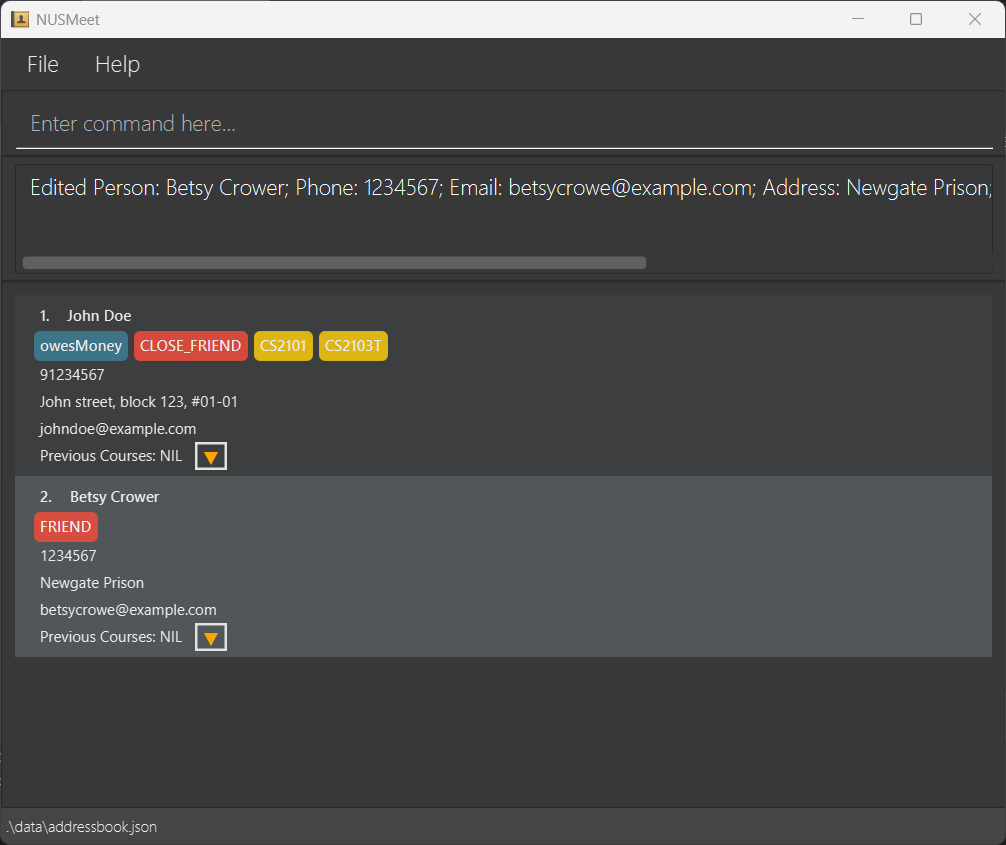 NUSMeet
File Help
Enter command here...
Edited Person: Betsy Crower; Phone: 1234567; Email: betsycrowe@example.com; Address: Newgate Prison;
1. John Doe
owesMoney CLOSE_FRIEND CS2101 CS2103T
91234567
John street, block 123, #01-01
johndoe@example.com
Previous Courses: NIL
2. Betsy Crower
FRIEND
1234567
Newgate Prison
betsycrowe@example.com
Previous Courses: NIL
.\data\addressbook.json